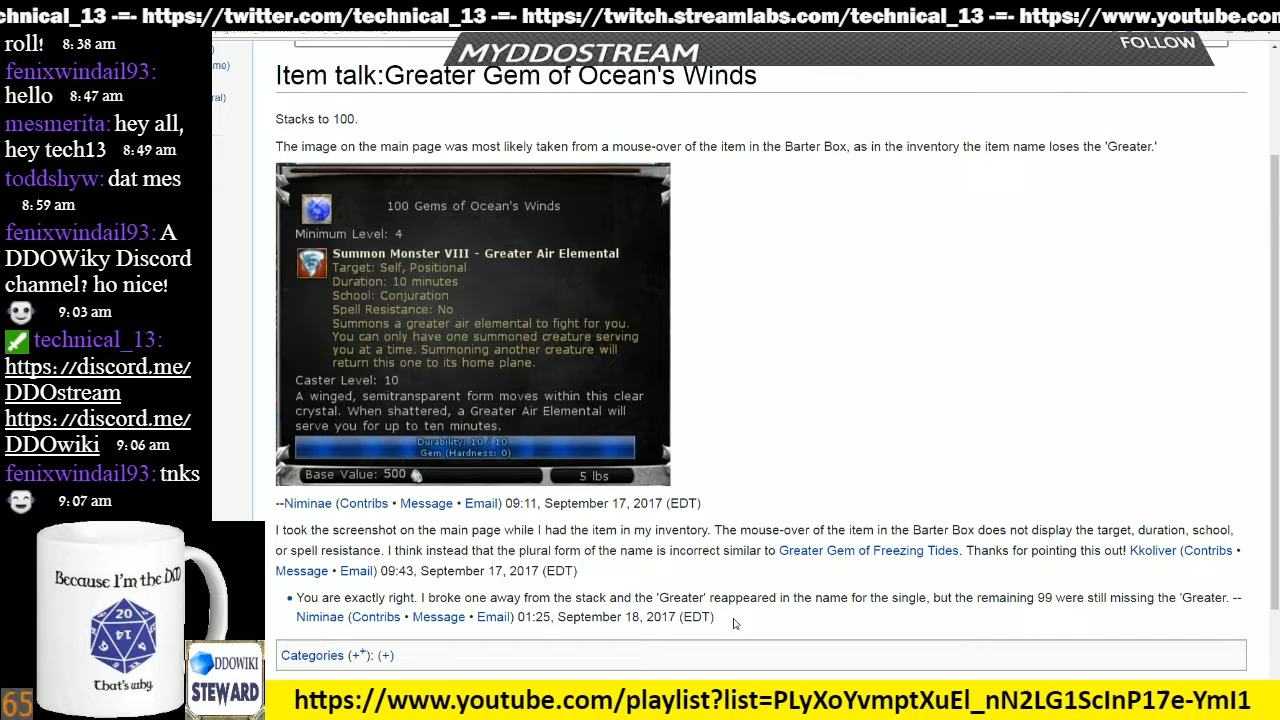 chnical_13 -=- https://twitter.com/technical_13 -=- https://twitch.streamlabs.com/technical_13 -=- https://www.youtube.com
MYDDOSTREAM
FOLLOW
roll! 8:38 am
fenixwindail93:
hello 8:47 am
mesmerita: hey all,
hey tech13 8:49 am
toddshyw: dat mes
8:59 am
fenixwindail93: A
DDOWiky Discord
channel? ho nice!
9:03 am
technical_13:
https://discord.me/
DDOstream
https://discord.me/
DDOwiki 9:06 am
fenixwindail93: tnks
9:07 am
me)
ral)
Item talk:Greater Gem of Ocean's Winds
Stacks to 100.
The image on the main page was most likely taken from a mouse-over of the item in the Barter Box, as in the inventory the item name loses the 'Greater.'
100 Gems of Ocean's Winds
Minimum Level: 4
Summon Monster VIII - Greater Air Elemental
Target: Self, Positional
Duration: 10 minutes
School: Conjuration
Spell Resistance: No
Summons a greater air elemental to fight for you.
You can only have one summoned creature serving
you at a time. Summoning another creature will
return this one to its home plane.
Caster Level: 10
A winged, semitransparent form moves within this clear
crystal. When shattered, a Greater Air Elemental will
serve you for up to ten minutes.
Durability: 10 / 10
Gem (Hardness: 0)
Base Value: 500
5 lbs
--Niminae (Contribs • Message • Email) 09:11, September 17, 2017 (EDT)
I took the screenshot on the main page while I had the item in my inventory. The mouse-over of the item in the Barter Box does not display the target, duration, school,
or spell resistance. I think instead that the plural form of the name is incorrect similar to Greater Gem of Freezing Tides. Thanks for pointing this out! Kkoliver (Contribs •
Message • Email) 09:43, September 17, 2017 (EDT)
• You are exactly right. I broke one away from the stack and the 'Greater' reappeared in the name for the single, but the remaining 99 were still missing the 'Greater. --
Niminae (Contribs • Message • Email) 01:25, September 18, 2017 (EDT)
Categories (+⁺): (+)
Because I'm the DM
20
14
That's why.
DDOWIKI
STEWARD
65
https://www.youtube.com/playlist?list=PLyXoYvmptXuEl_nN2LG1ScInP17e-YmI1